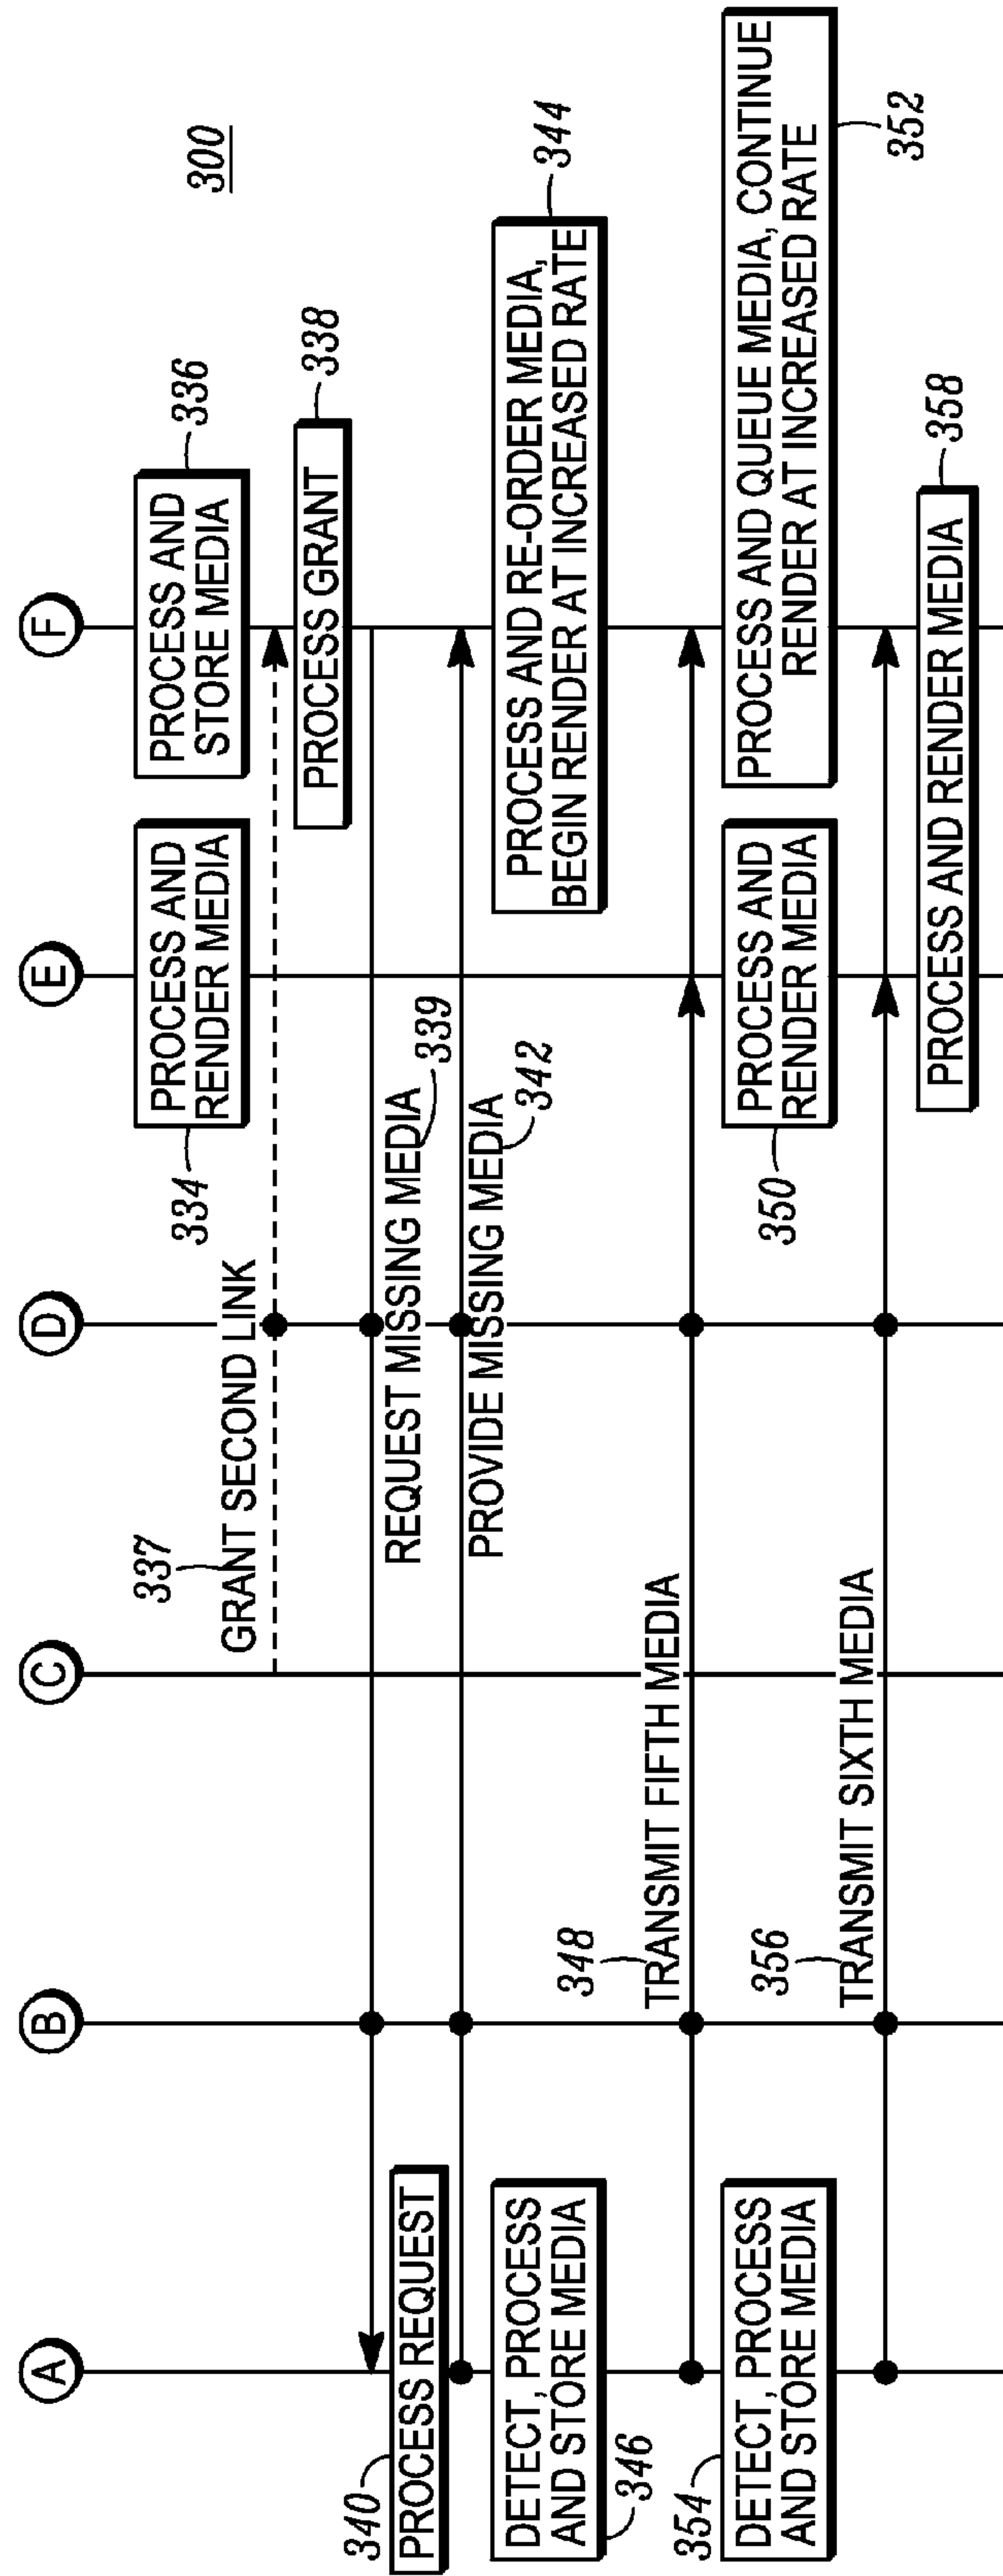 300
A
B
C
D
E
F
334
PROCESS AND
RENDER MEDIA
PROCESS AND
STORE MEDIA
336
337
GRANT SECOND LINK
PROCESS GRANT
338
REQUEST MISSING MEDIA
339
340
PROCESS REQUEST
PROVIDE MISSING MEDIA
342
PROCESS AND RE-ORDER MEDIA,
BEGIN RENDER AT INCREASED RATE
344
DETECT, PROCESS
AND STORE MEDIA
346
348
TRANSMIT FIFTH MEDIA
350
PROCESS AND
RENDER MEDIA
PROCESS AND QUEUE MEDIA, CONTINUE
RENDER AT INCREASED RATE
352
354
DETECT, PROCESS
AND STORE MEDIA
356
TRANSMIT SIXTH MEDIA
PROCESS AND RENDER MEDIA
358